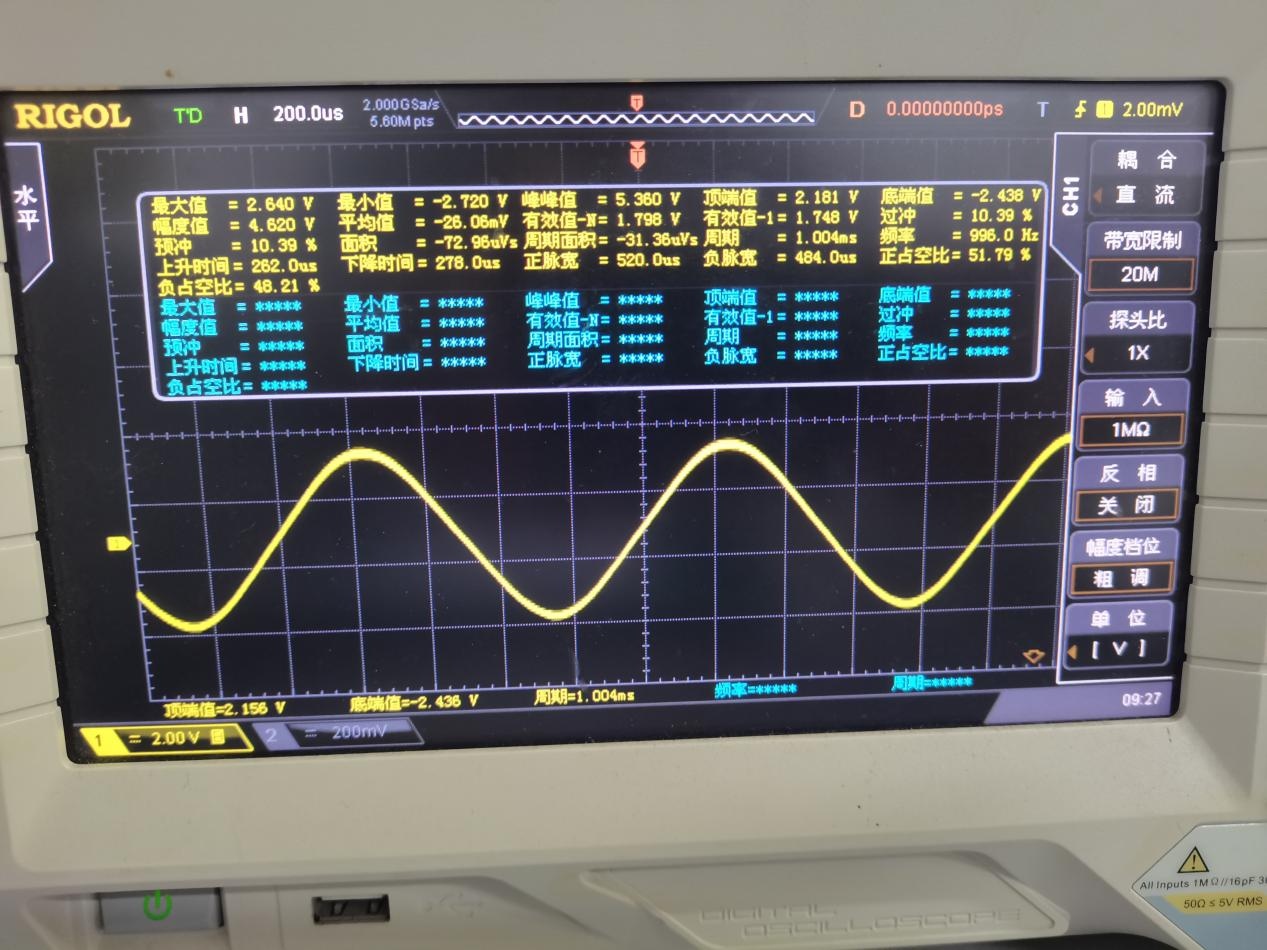 RIGOL T'D H 200.0us 2.000GSa/s 5.60M pts T D 0.00000000ps T 1 2.00mV
水平
T
CH1
耦 合
直 流
带宽限制
20M
探头比
1X
输 入
1MΩ
反 相
关 闭
幅度档位
粗 调
单 位
[ V ]
最大值 = 2.640 V 最小值 = -2.720 V 峰峰值 = 5.360 V 顶端值 = 2.181 V 底端值 = -2.438 V
幅度值 = 4.620 V 平均值 = -26.06mV 有效值-N= 1.798 V 有效值-1= 1.748 V 过冲 = 10.39 %
预冲 = 10.39 % 面积 = -72.96uVs 周期面积= -31.36uVs 周期 = 1.004ms 频率 = 996.0 Hz
上升时间= 262.0us 下降时间= 278.0us 正脉宽 = 520.0us 负脉宽 = 484.0us 正占空比= 51.79 %
负占空比= 48.21 %
最大值 = ***** 最小值 = ***** 峰峰值 = ***** 顶端值 = ***** 底端值 = *****
幅度值 = ***** 平均值 = ***** 有效值-N= ***** 有效值-1= ***** 过冲 = *****
预冲 = ***** 面积 = ***** 周期面积= ***** 周期 = ***** 频率 = *****
上升时间= ***** 下降时间= ***** 正脉宽 = ***** 负脉宽 = ***** 正占空比= *****
负占空比= *****
1
顶端值=2.156 V 底端值=-2.436 V 周期=1.004ms 频率=***** 周期=*****
1 = 2.00 V B 2 = 200mV 09:27
DIGITAL
OSCILLOSCOPE
All Inputs 1MΩ//16pF
50Ω ≤ 5V RMS